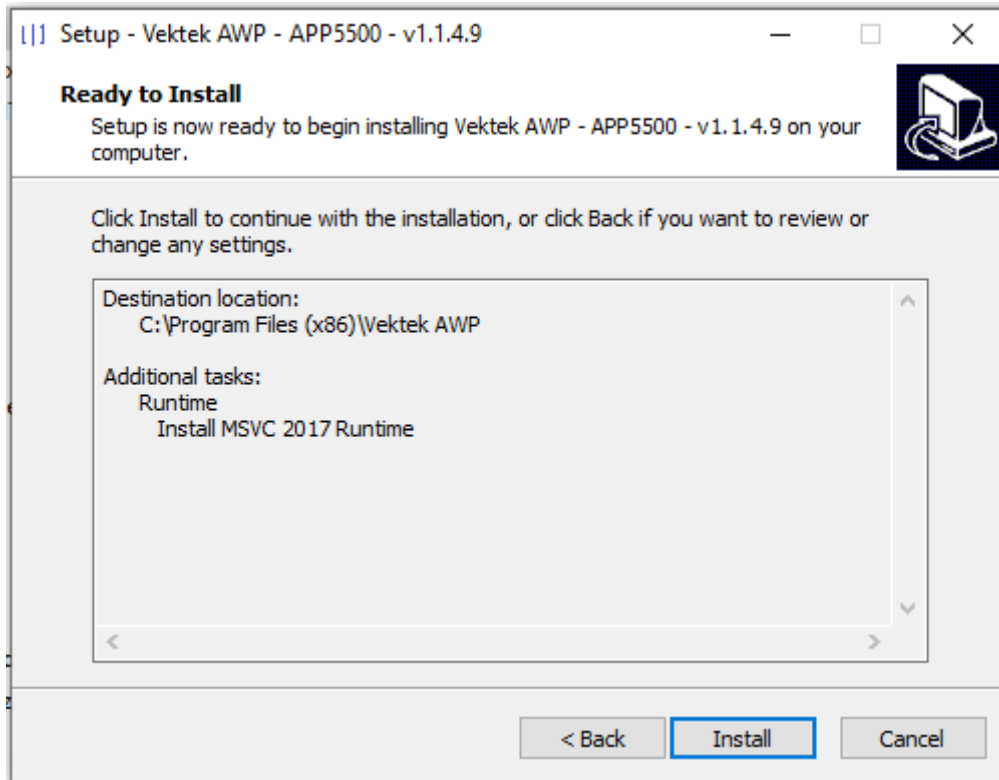 Setup - Vektek AWP - APP5500 - v1.1.4.9
Ready to Install
Setup is now ready to begin installing Vektek AWP - APP5500 - v1.1.4.9 on your
computer.
Click Install to continue with the installation, or click Back if you want to review or
change any settings.
Destination location:
C:\Program Files (x86)\Vektek AWP
Additional tasks:
Runtime
Install MSVC 2017 Runtime
< Back
Install
Cancel